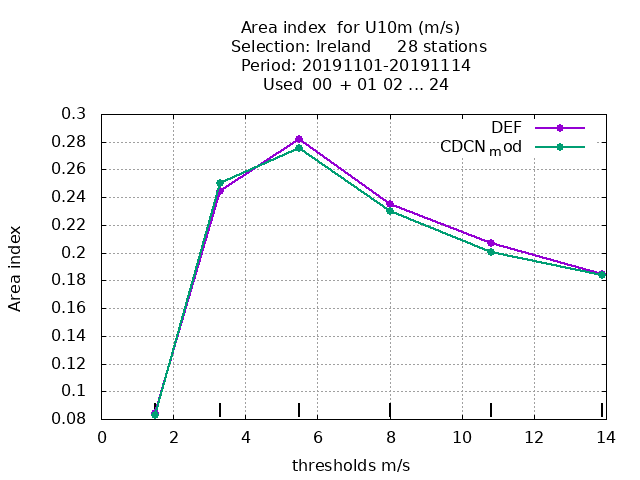 Area index for U10m (m/s)
Selection: Ireland 28 stations
Period: 20191101-20191114
Used 00 + 01 02 ... 24
0.3
0.28
0.26
0.24
0.22
0.2
0.18
0.16
0.14
0.12
0.1
0.08
DEF
CDCNmod
Area index
0 2 4 6 8 10 12 14
thresholds m/s